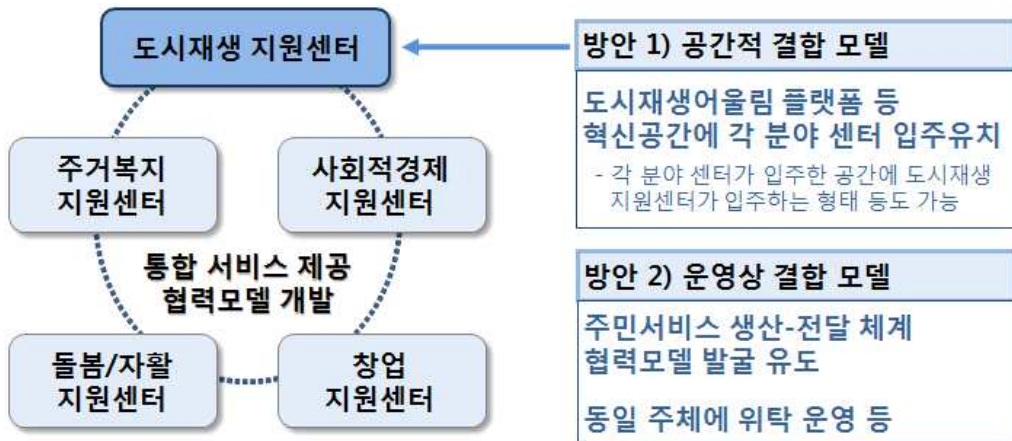 도시재생 지원센터
주거복지
지원센터
사회적경제
지원센터
통합 서비스 제공
협력모델 개발
돌봄/자활
지원센터
창업
지원센터
방안 1) 공간적 결합 모델
도시재생어울림 플랫폼 등
혁신공간에 각 분야 센터 입주유치
- 각 분야 센터가 입주한 공간에 도시재생
지원센터가 입주하는 형태 등도 가능
방안 2) 운영상 결합 모델
주민서비스 생산-전달 체계
협력모델 발굴 유도
동일 주체에 위탁 운영 등